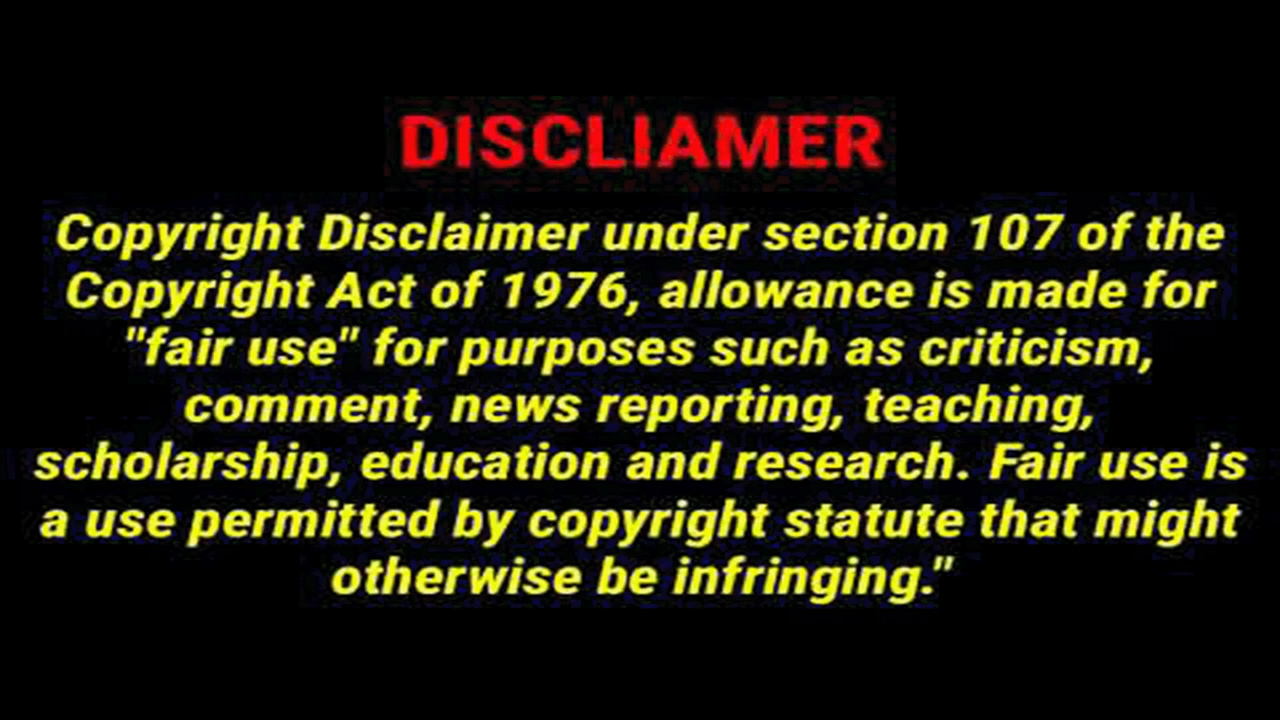 DISCLIAMER
Copyright Disclaimer under section 107 of the
Copyright Act of 1976, allowance is made for
"fair use" for purposes such as criticism,
comment, news reporting, teaching,
scholarship, education and research. Fair use is
a use permitted by copyright statute that might
otherwise be infringing."